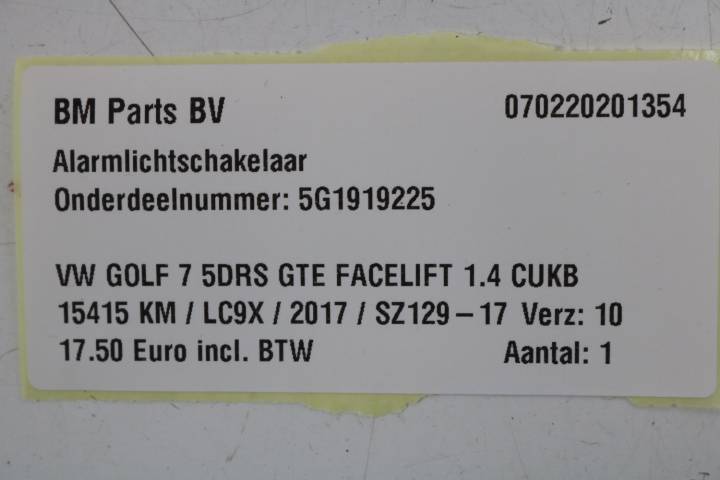 BM Parts BV 070220201354
Alarmlichtschakelaar
Onderdeelnummer: 5G1919225
VW GOLF 7 5DRS GTE FACELIFT 1.4 CUKB
15415 KM / LC9X / 2017 / SZ129-17 Verz: 10
17.50 Euro incl. BTW Aantal: 1